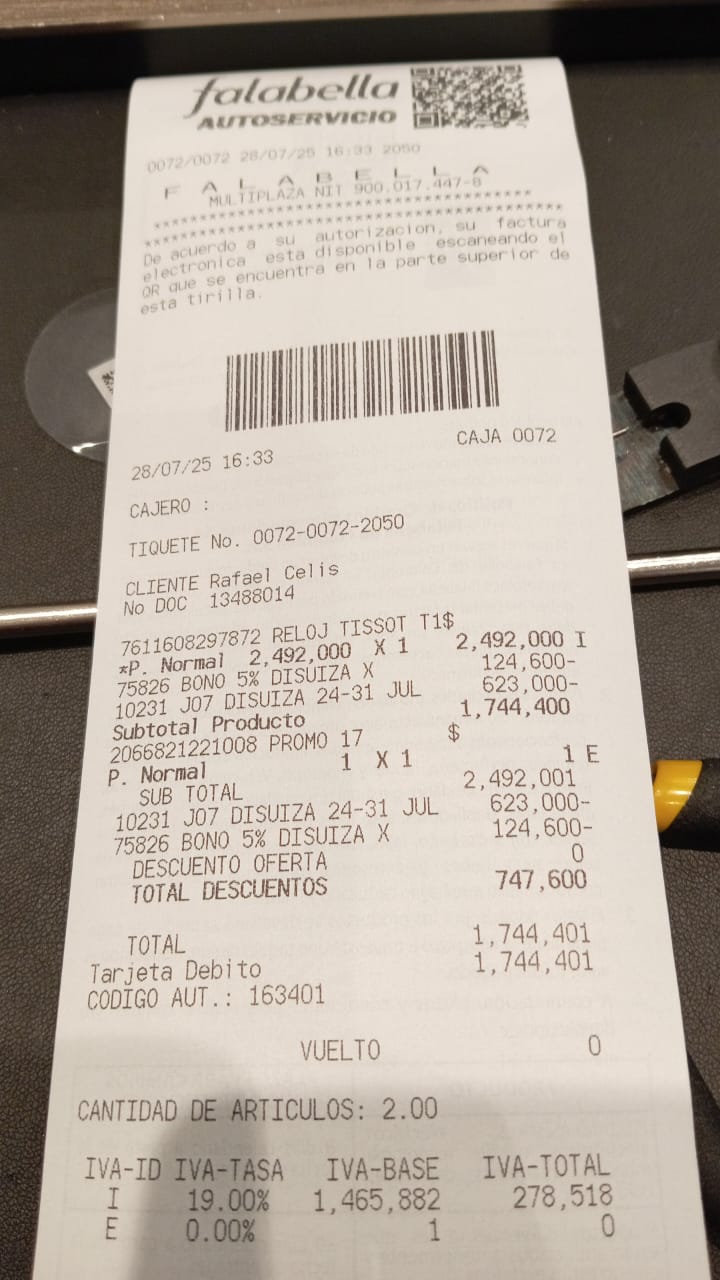 falabella
AUTOSERVICIO
0072/0072 28/07/25 16:33 2050
F A L A B E L L A
MULTIPLAZA NIT 900.017.447-8
De acuerdo a su autorizacion, su factura
electronica esta disponible escaneando el
QR que se encuentra en la parte superior de
esta tirilla.
28/07/25 16:33 CAJA 0072
CAJERO :
TIQUETE No. 0072-0072-2050
CLIENTE Rafael Celis
No DOC 13488014
7611608297872 RELOJ TISSOT T1$
*P. Normal 2,492,000 X 1 2,492,000 I
75826 BONO 5% DISUIZA X 124,600-
10231 J07 DISUIZA 24-31 JUL 623,000-
Subtotal Producto 1,744,400
2066821221008 PROMO 17 $
P. Normal 1 X 1 1 E
SUB TOTAL 2,492,001
10231 J07 DISUIZA 24-31 JUL 623,000-
75826 BONO 5% DISUIZA X 124,600-
DESCUENTO OFERTA 0
TOTAL DESCUENTOS 747,600
TOTAL 1,744,401
Tarjeta Debito 1,744,401
CODIGO AUT.: 163401
VUELTO 0
CANTIDAD DE ARTICULOS: 2.00
IVA-ID IVA-TASA IVA-BASE IVA-TOTAL
I 19.00% 1,465,882 278,518
E 0.00% 1 0